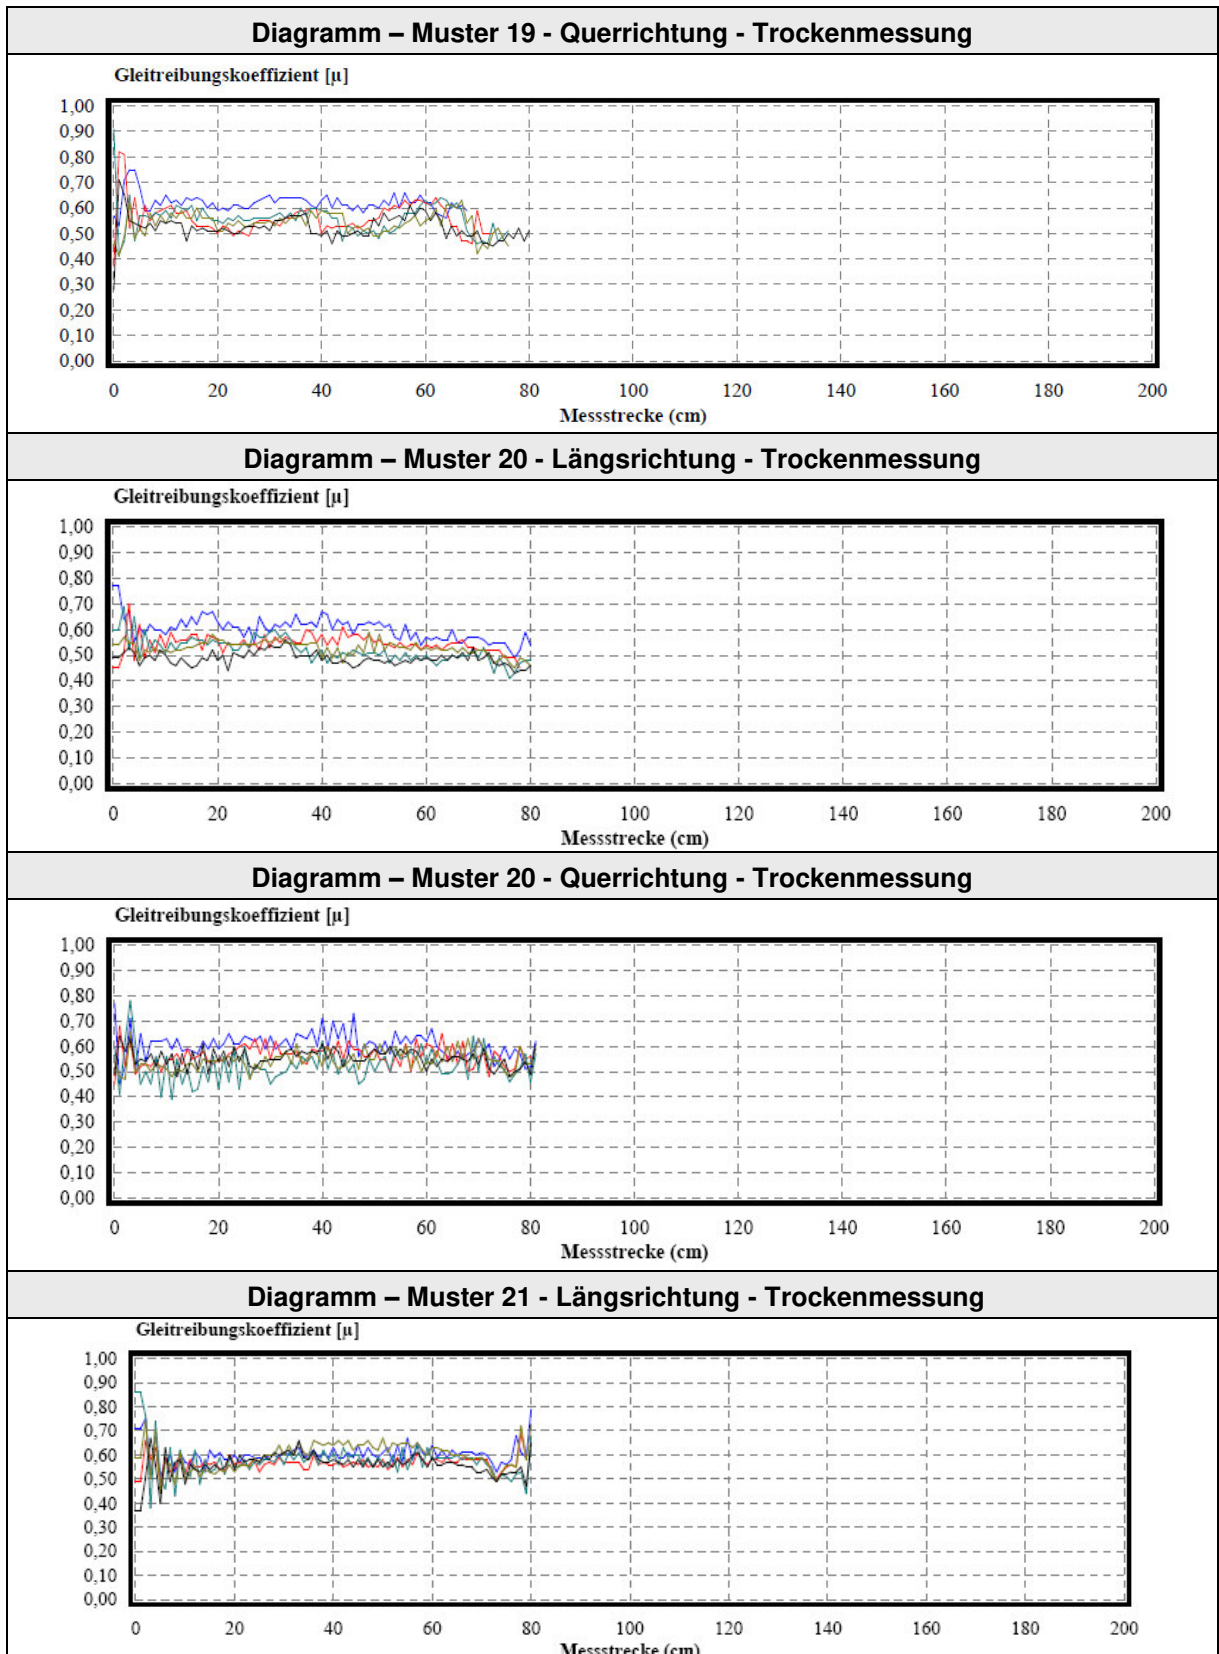 Diagramm – Muster 19 - Querrichtung - Trockenmessung
Gleitreibungskoeffizient [µ]
1,00
0,90
0,80
0,70
0,60
0,50
0,40
0,30
0,20
0,10
0,00
0 20 40 60 80 100 120 140 160 180 200
Messstrecke (cm)
Diagramm – Muster 20 - Längsrichtung - Trockenmessung
Gleitreibungskoeffizient [µ]
1,00
0,90
0,80
0,70
0,60
0,50
0,40
0,30
0,20
0,10
0,00
0 20 40 60 80 100 120 140 160 180 200
Messstrecke (cm)
Diagramm – Muster 20 - Querrichtung - Trockenmessung
Gleitreibungskoeffizient [µ]
1,00
0,90
0,80
0,70
0,60
0,50
0,40
0,30
0,20
0,10
0,00
0 20 40 60 80 100 120 140 160 180 200
Messstrecke (cm)
Diagramm – Muster 21 - Längsrichtung - Trockenmessung
Gleitreibungskoeffizient [µ]
1,00
0,90
0,80
0,70
0,60
0,50
0,40
0,30
0,20
0,10
0,00
0 20 40 60 80 100 120 140 160 180 200
Messstrecke (cm)